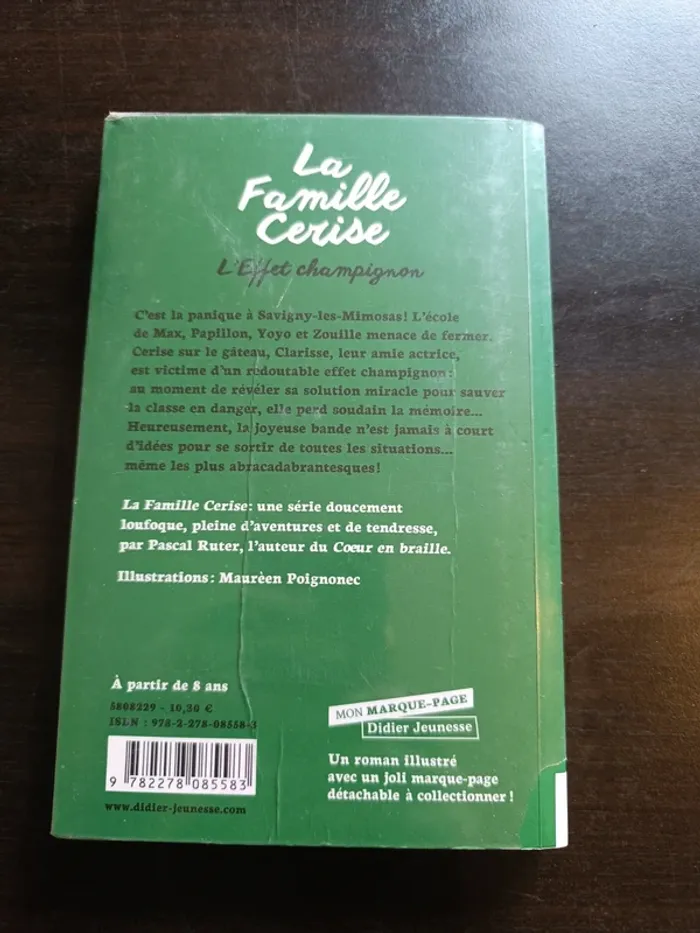 La
Famille
Cerise
L'Effet champignon
C'est la panique à Savigny-les-Mimosas! L'école
de Max, Papillon, Yoyo et Zouille menace de fermer.
Cerise sur le gâteau, Clarisse, leur amie actrice,
est victime d'un redoutable effet champignon:
au moment de révéler sa solution miracle pour sauver
la classe en danger, elle perd soudain la mémoire...
Heureusement, la joyeuse bande n'est jamais à court
d'idées pour se sortir de toutes les situations...
même les plus abracadabrantesques!
La Famille Cerise: une série doucement
loufoque, pleine d'aventures et de tendresse,
par Pascal Ruter, l'auteur du Cœur en braille.
Illustrations: Maurèen Poignonec
À partir de 8 ans
5808229 - 10,30 €
ISBN : 978-2-278-08558-3
9 782278 085583
www.didier-jeunesse.com
MON MARQUE-PAGE
Didier Jeunesse
Un roman illustré
avec un joli marque-page
détachable à collectionner!